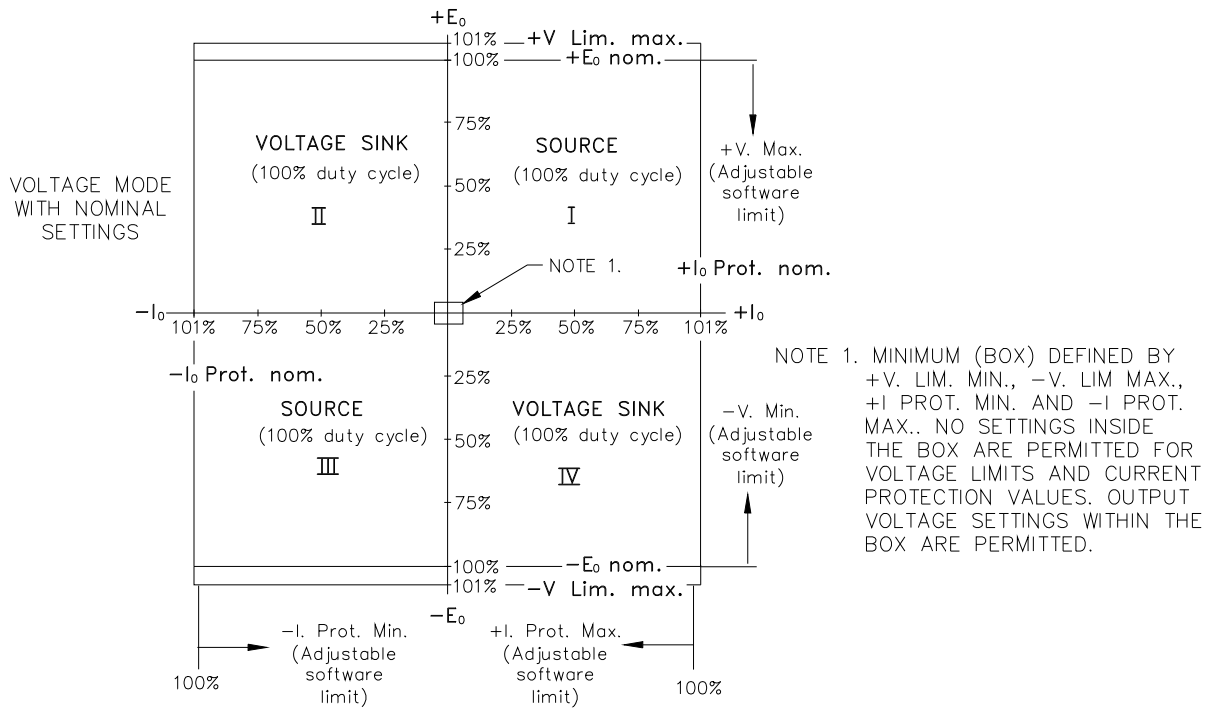 +E₀
101% +V Lim. max.
100% +E₀ nom.
75%
VOLTAGE SINK
(100% duty cycle)
II
SOURCE
(100% duty cycle)
I
+V. Max.
(Adjustable
software
limit)
VOLTAGE MODE
WITH NOMINAL
SETTINGS
50%
25%
NOTE 1.
+I₀ Prot. nom.
−I₀ +I₀
101% 75% 50% 25% 25% 50% 75% 101%
−I₀ Prot. nom.
25%
SOURCE
(100% duty cycle)
III
VOLTAGE SINK
(100% duty cycle)
IV
50%
75%
−V. Min.
(Adjustable
software
limit)
NOTE 1. MINIMUM (BOX) DEFINED BY
+V. LIM. MIN., −V. LIM MAX.,
+I PROT. MIN. AND −I PROT.
MAX.. NO SETTINGS INSIDE
THE BOX ARE PERMITTED FOR
VOLTAGE LIMITS AND CURRENT
PROTECTION VALUES. OUTPUT
VOLTAGE SETTINGS WITHIN THE
BOX ARE PERMITTED.
100% −E₀ nom.
101% −V Lim. max.
−E₀
−I. Prot. Min.
(Adjustable
software
limit)
+I. Prot. Max.
(Adjustable
software
limit)
100%
100%